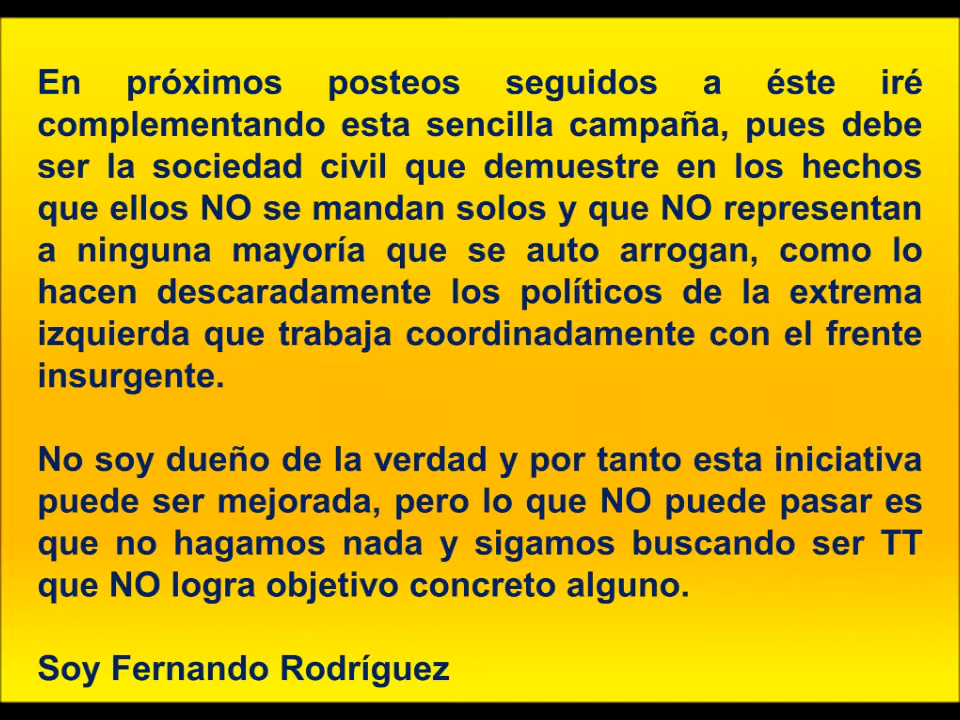 En próximos posteos seguidos a éste iré
complementando esta sencilla campaña, pues debe
ser la sociedad civil que demuestre en los hechos
que ellos NO se mandan solos y que NO representan
a ninguna mayoría que se auto arrogan, como lo
hacen descaradamente los políticos de la extrema
izquierda que trabaja coordinadamente con el frente
insurgente.
No soy dueño de la verdad y por tanto esta iniciativa
puede ser mejorada, pero lo que NO puede pasar es
que no hagamos nada y sigamos buscando ser TT
que NO logra objetivo concreto alguno.
Soy Fernando Rodríguez